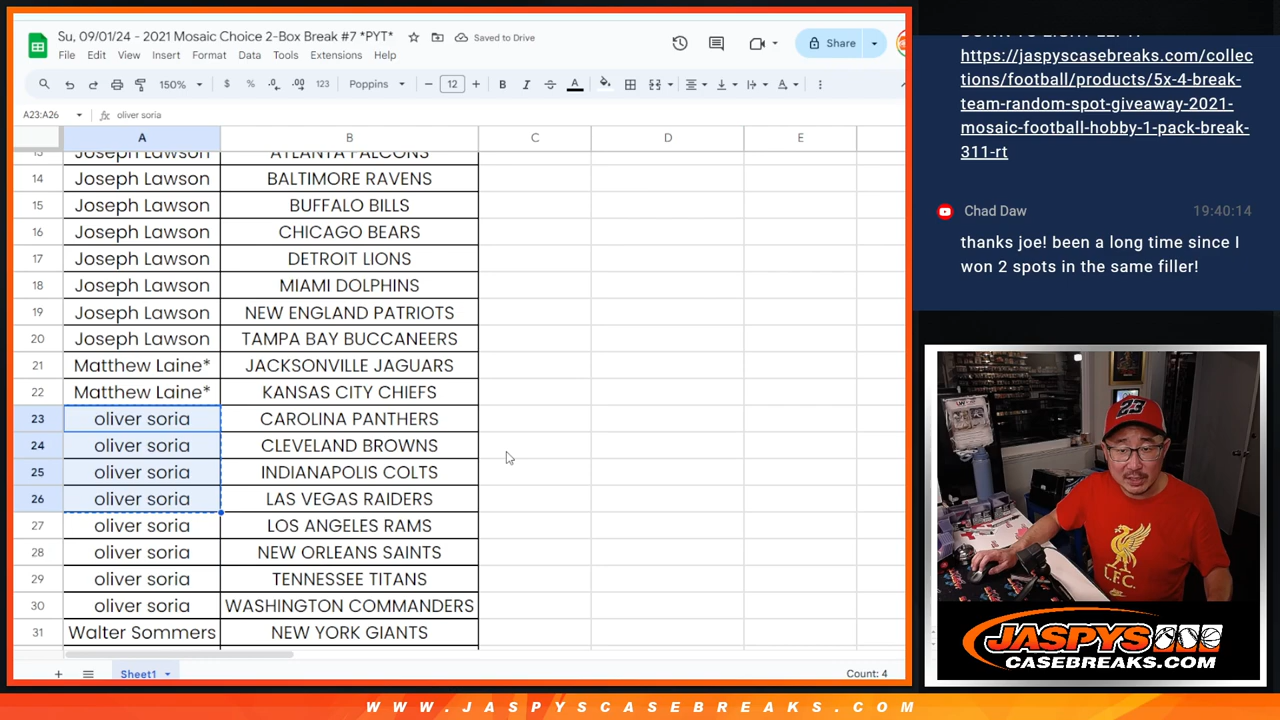 Su, 09/01/24 - 2021 Mosaic Choice 2-Box Break #7 *PYT*
Saved to Drive
Share
File Edit View Insert Format Data Tools Extensions Help
150% $ % .0 .00 123 Poppins 12 B I A
A23:A26 fx oliver soria
A B C D E
13 Joseph Lawson ATLANTA FALCONS
14 Joseph Lawson BALTIMORE RAVENS
15 Joseph Lawson BUFFALO BILLS
16 Joseph Lawson CHICAGO BEARS
17 Joseph Lawson DETROIT LIONS
18 Joseph Lawson MIAMI DOLPHINS
19 Joseph Lawson NEW ENGLAND PATRIOTS
20 Joseph Lawson TAMPA BAY BUCCANEERS
21 Matthew Laine* JACKSONVILLE JAGUARS
22 Matthew Laine* KANSAS CITY CHIEFS
23 oliver soria CAROLINA PANTHERS
24 oliver soria CLEVELAND BROWNS
25 oliver soria INDIANAPOLIS COLTS
26 oliver soria LAS VEGAS RAIDERS
27 oliver soria LOS ANGELES RAMS
28 oliver soria NEW ORLEANS SAINTS
29 oliver soria TENNESSEE TITANS
30 oliver soria WASHINGTON COMMANDERS
31 Walter Sommers NEW YORK GIANTS
Sheet1
Count: 4
https://jaspyscasebreaks.com/collec
tions/football/products/5x-4-break-
team-random-spot-giveaway-2021-
mosaic-football-hobby-1-pack-break-
311-rt
Chad Daw 19:40:14
thanks joe! been a long time since I
won 2 spots in the same filler!
23
L.F.C.
JASPYS
CASEBREAKS.COM
WWW.JASPYSCASEBREAKS.COM